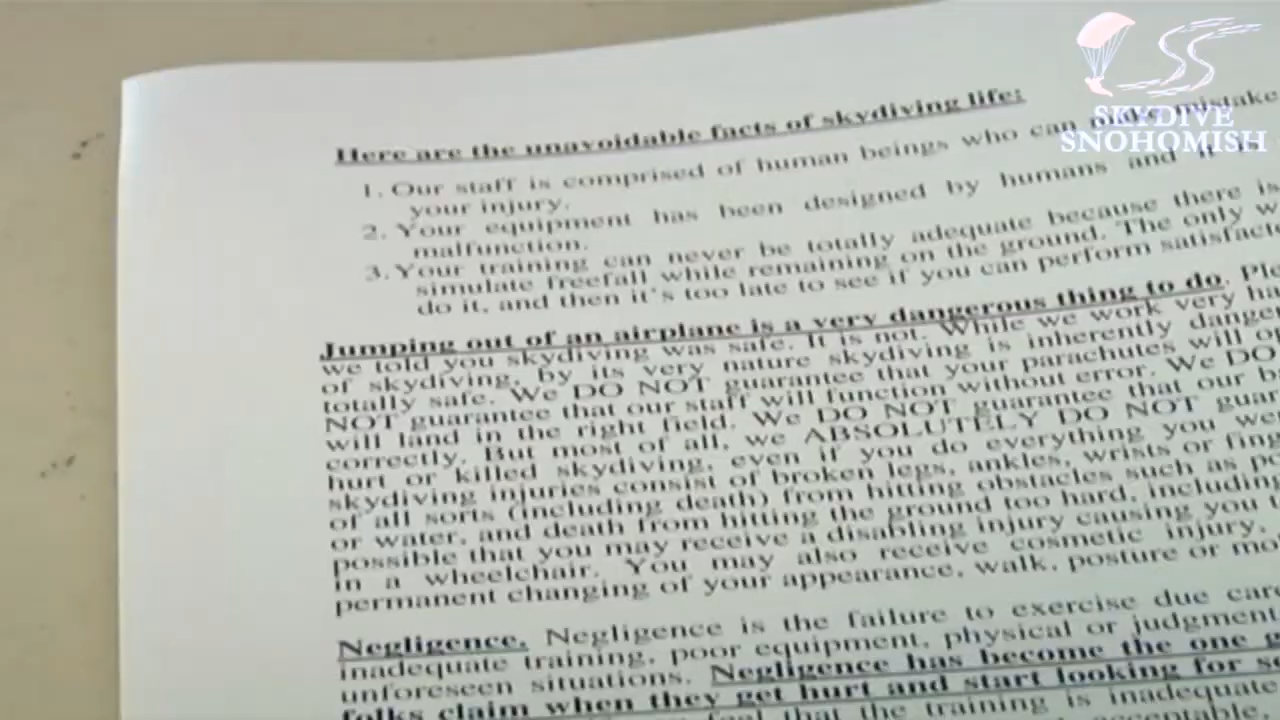 SKYDIVE
SNOHOMISH
Here are the unavoidable facts of skydiving life:
1. Our staff is comprised of human beings who can make mistake
your injury.
2. Your equipment has been designed by humans and it
malfunction.
3. Your training can never be totally adequate because there is
simulate freefall while remaining on the ground. The only w
do it, and then it's too late to see if you can perform satisfact
Jumping out of an airplane is a very dangerous thing to do. Ple
we told you skydiving was safe. It is not. While we work very ha
of skydiving, by its very nature skydiving is inherently danger
totally safe. We DO NOT guarantee that your parachutes will o
NOT guarantee that our staff will function without error. We DO
will land in the right field. We DO NOT guarantee that our b
correctly. But most of all, we ABSOLUTELY DO NOT guar
hurt or killed skydiving, even if you do everything you we
skydiving injuries consist of broken legs, ankles, wrists or fing
of all sorts (including death) from hitting obstacles such as po
or water, and death from hitting the ground too hard, including
possible that you may receive a disabling injury causing you t
in a wheelchair. You may also receive cosmetic injury,
permanent changing of your appearance, walk, posture or mo
Negligence. Negligence is the failure to exercise due car
inadequate training, poor equipment, physical or judgment
unforeseen situations. Negligence has become the one g
folks claim when they get hurt and start looking for s
feel that the training is inadequate